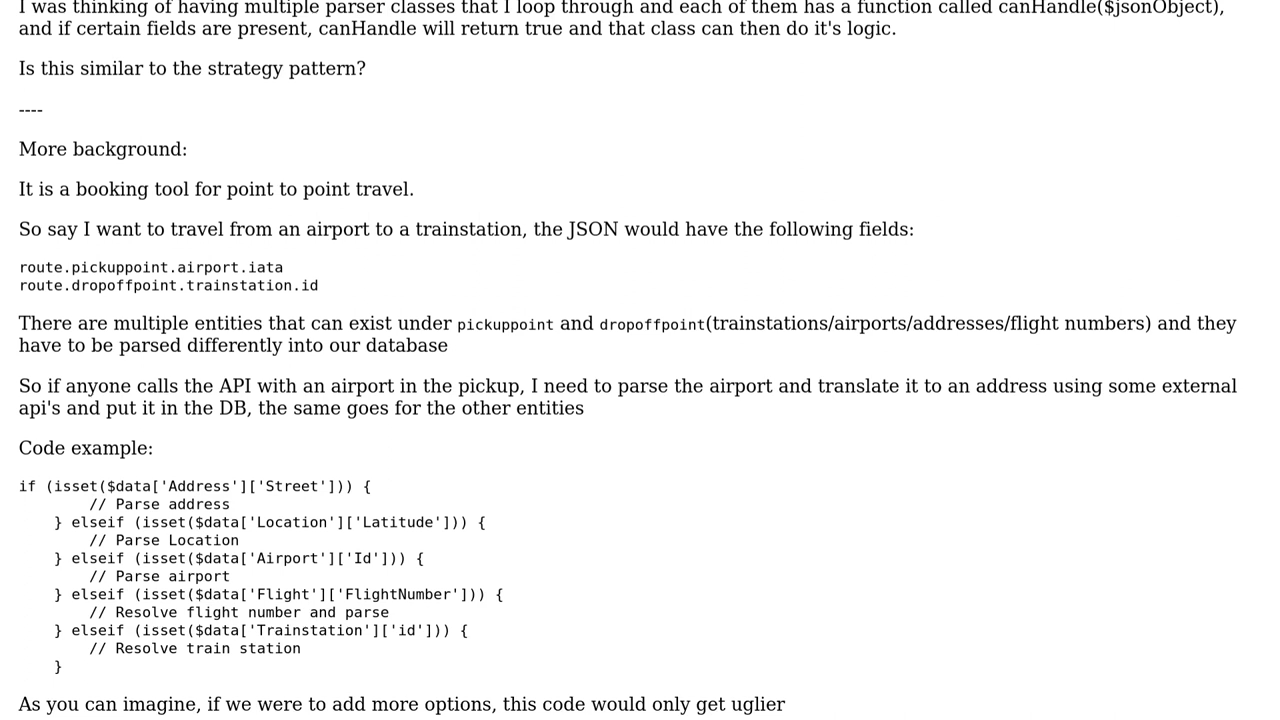 I was thinking of having multiple parser classes that I loop through and each of them has a function called canHandle($jsonObject),
and if certain fields are present, canHandle will return true and that class can then do it's logic.
Is this similar to the strategy pattern?
----
More background:
It is a booking tool for point to point travel.
So say I want to travel from an airport to a trainstation, the JSON would have the following fields:
route.pickuppoint.airport.iata
route.dropoffpoint.trainstation.id
There are multiple entities that can exist under pickuppoint and dropoffpoint(trainstations/airports/addresses/flight numbers) and they
have to be parsed differently into our database
So if anyone calls the API with an airport in the pickup, I need to parse the airport and translate it to an address using some external
api's and put it in the DB, the same goes for the other entities
Code example:
if (isset($data['Address']['Street'])) {
        // Parse address
    } elseif (isset($data['Location']['Latitude'])) {
        // Parse Location
    } elseif (isset($data['Airport']['Id'])) {
        // Parse airport
    } elseif (isset($data['Flight']['FlightNumber'])) {
        // Resolve flight number and parse
    } elseif (isset($data['Trainstation']['id'])) {
        // Resolve train station
    }
As you can imagine, if we were to add more options, this code would only get uglier